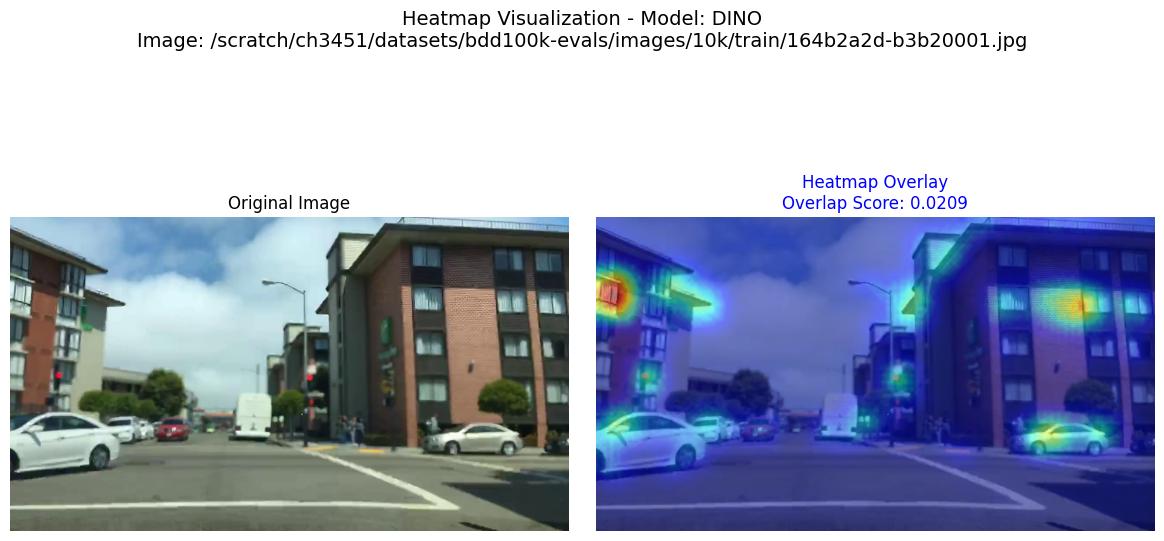 Heatmap Visualization - Model: DINO
Image: /scratch/ch3451/datasets/bdd100k-evals/images/10k/train/164b2a2d-b3b20001.jpg
Original Image
Heatmap Overlay
Overlap Score: 0.0209